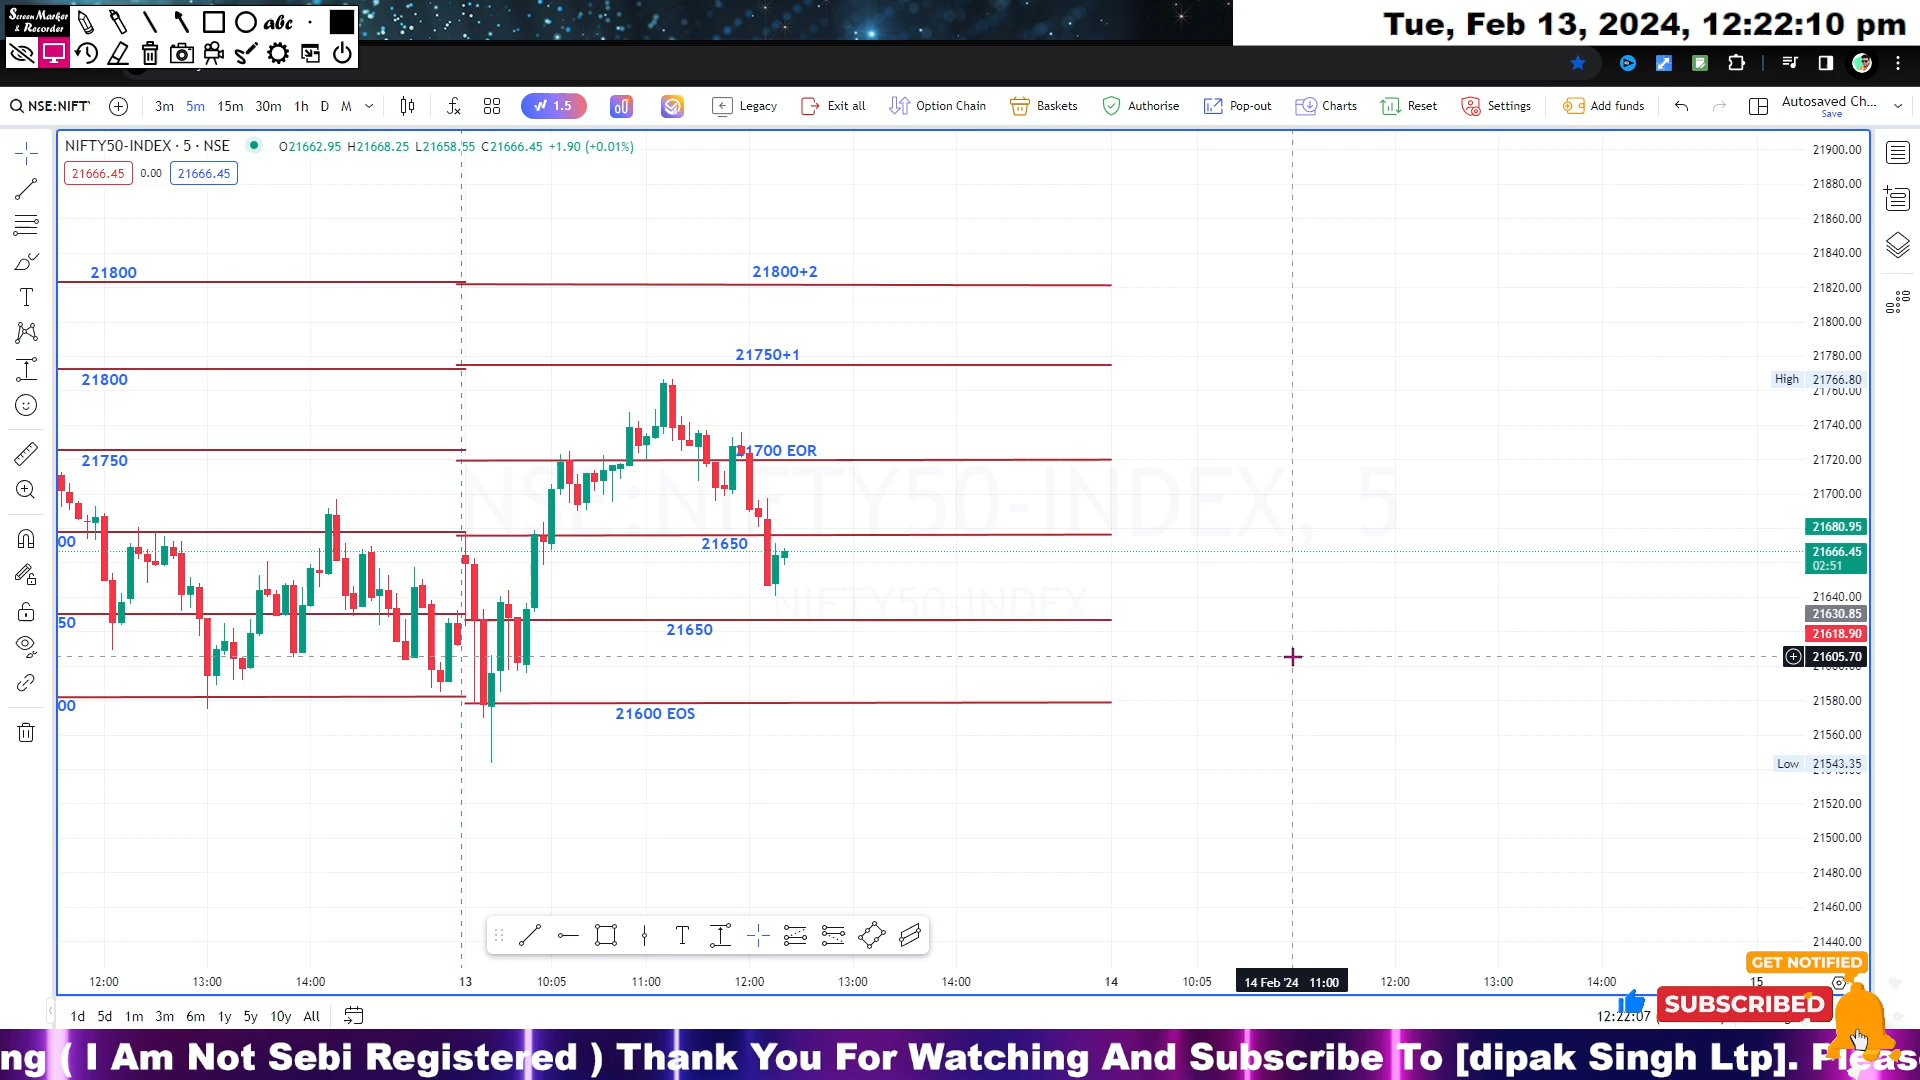 Screen Marker
& Recorder
abc
Tue, Feb 13, 2024, 12:22:10 pm
NSE:NIFT
3m 5m 15m 30m 1h D M
1.5
Legacy
Exit all
Option Chain
Baskets
Authorise
Pop-out
Charts
Reset
Settings
Add funds
Autosaved Ch...
Save
NIFTY50-INDEX · 5 · NSE
O21662.95 H21668.25 L21658.55 C21666.45 +1.90 (+0.01%)
21666.45 0.00 21666.45
NSE:NIFTY50-INDEX, 5
NIFTY50-INDEX
21800
21800+2
21750+1
21800
21700 EOR
21750
00
21650
50
21650
00
21600 EOS
21900.00
21880.00
21860.00
21840.00
21820.00
21800.00
21780.00
High 21766.80
21760.00
21740.00
21720.00
21700.00
21680.95
21666.45
02:51
21640.00
21630.85
21618.90
21605.70
21580.00
21560.00
Low 21543.35
21520.00
21500.00
21480.00
21460.00
21440.00
12:00 13:00 14:00 13 10:05 11:00 12:00 13:00 14:00 14 10:05 14 Feb '24 11:00 12:00 13:00 14:00 15
1d 5d 1m 3m 6m 1y 5y 10y All
12:22:07
GET NOTIFIED
SUBSCRIBED
ng ( I Am Not Sebi Registered ) Thank You For Watching And Subscribe To [dipak Singh Ltp]. Pleas